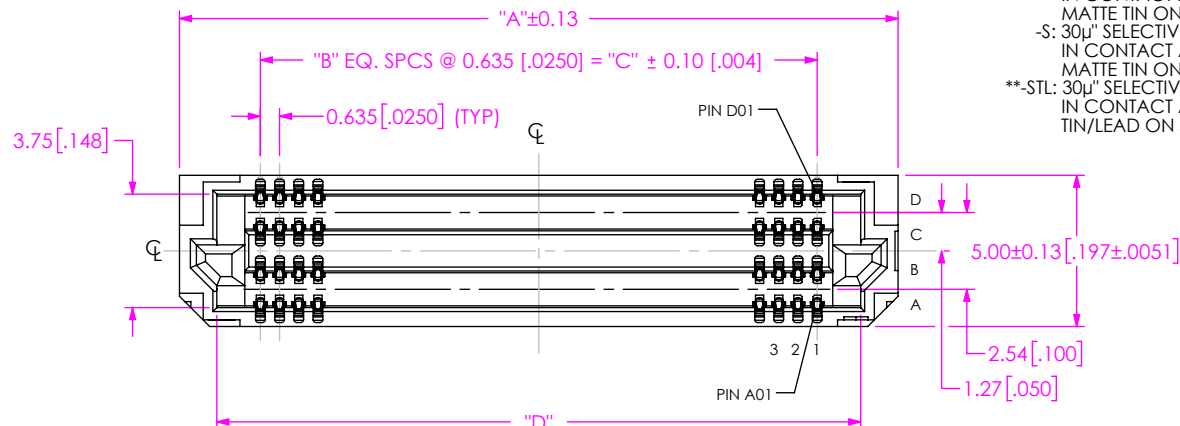 "A"±0.13
MATTE TIN ON
-S: 30µ" SELECTIV
"B" EQ. SPCS @ 0.635 [.0250] = "C" ± 0.10 [.004]
IN CONTACT A
MATTE TIN ON
**-STL: 30µ" SELECTIV
IN CONTACT A
TIN/LEAD ON
PIN D01
0.635[.0250] (TYP)
3.75[.148]
CL
D
C
CL
5.00±0.13[.197±.0051]
B
A
3 2 1
2.54[.100]
1.27[.050]
PIN A01
"D"